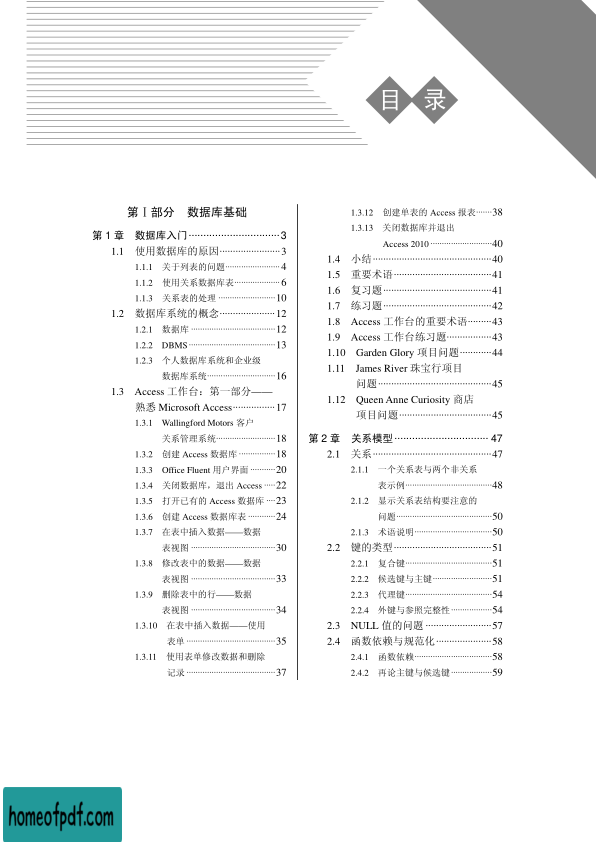 目录
第Ⅰ部分 数据库基础
第 1 章 数据库入门································3
1.1 使用数据库的原因······················3
1.1.1 关于列表的问题······················4
1.1.2 使用关系数据库表··················6
1.1.3 关系表的处理 ······················10
1.2 数据库系统的概念····················12
1.2.1 数据库 ································12
1.2.2 DBMS ·································13
1.2.3 个人数据库系统和企业级
数据库系统··························16
1.3 Access 工作台：第一部分——
熟悉 Microsoft Access···············17
1.3.1 Wallingford Motors 客户
关系管理系统·······················18
1.3.2 创建 Access 数据库 ··············18
1.3.3 Office Fluent 用户界面 ··········20
1.3.4 关闭数据库，退出 Access ·····22
1.3.5 打开已有的 Access 数据库 ····23
1.3.6 创建 Access 数据库表 ···········24
1.3.7 在表中插入数据——数据
表视图 ································30
1.3.8 修改表中的数据——数据
表视图 ································33
1.3.9 删除表中的行——数据
表视图 ································34
1.3.10 在表中插入数据——使用
表单 ··································35
1.3.11 使用表单修改数据和删除
记录 ··································37
1.3.12 创建单表的 Access 报表·······38
1.3.13 关闭数据库并退出
Access 2010 ························40
1.4 小结··········································40
1.5 重要术语···································41
1.6 复习题······································41
1.7 练习题······································42
1.8 Access 工作台的重要术语·········43
1.9 Access 工作台练习题················43
1.10 Garden Glory 项目问题···········44
1.11 James River 珠宝行项目
问题········································45
1.12 Queen Anne Curiosity 商店
项目问题·································45
第 2 章 关系模型································ 47
2.1 关系··········································47
2.1.1 一个关系表与两个非关系
表示例·································48
2.1.2 显示关系表结构要注意的
问题····································50
2.1.3 术语说明······························50
2.2 键的类型···································51
2.2.1 复合键·································51
2.2.2 候选键与主键·······················51
2.2.3 代理键·································54
2.2.4 外键与参照完整性 ················54
2.3 NULL 值的问题 ·······················57
2.4 函数依赖与规范化····················58
2.4.1 函数依赖······························58
2.4.2 再论主键与候选键 ················59
homeofpdf.com